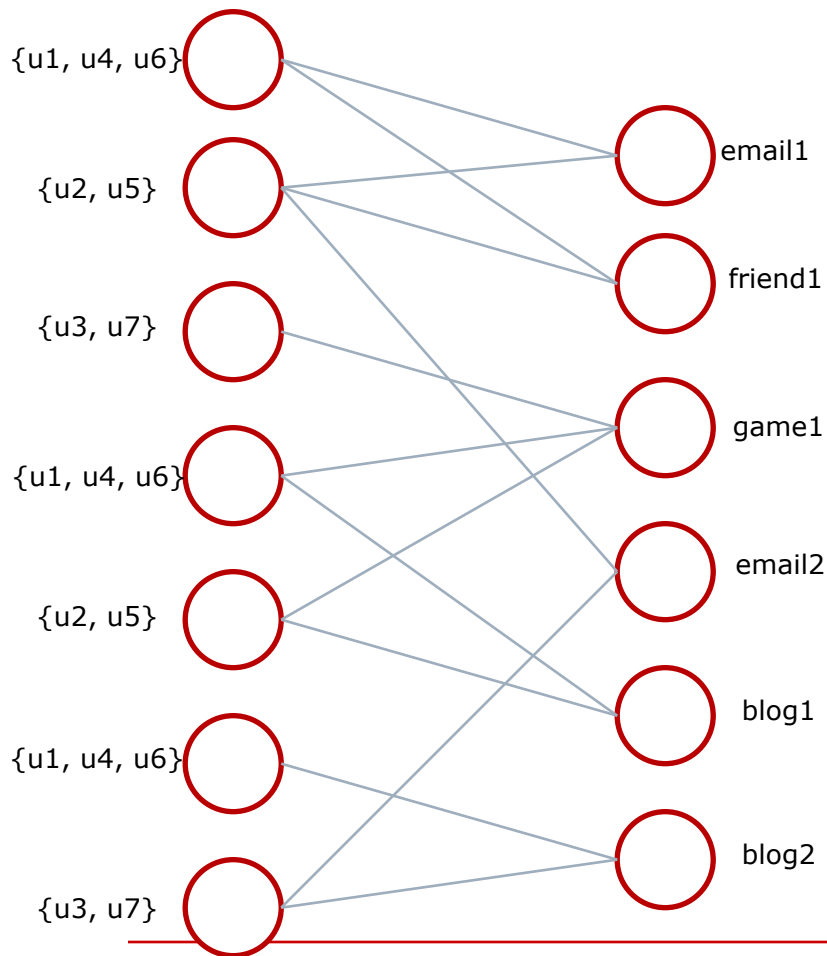 {u1, u4, u6}
email1
{u2, u5}
friend1
{u3, u7}
game1
{u1, u4, u6}
email2
{u2, u5}
blog1
{u1, u4, u6}
blog2
{u3, u7}